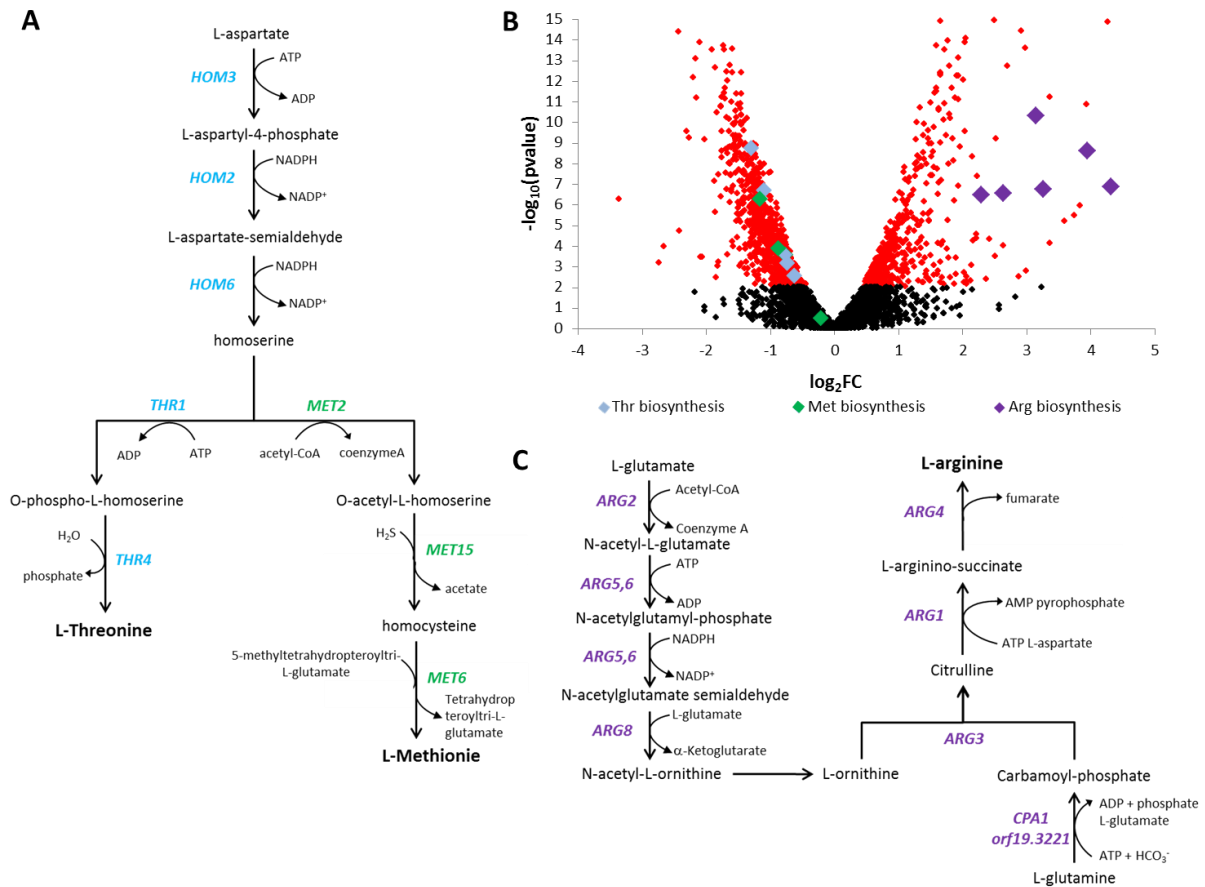 A
L-aspartate
ATP
HOM3
ADP
L-aspartyl-4-phosphate
NADPH
HOM2
NADP⁺
L-aspartate-semialdehyde
NADPH
HOM6
NADP⁺
homoserine
THR1
MET2
ADP
ATP
acetyl-CoA
coenzymeA
O-phospho-L-homoserine
O-acetyl-L-homoserine
H₂O
THR4
phosphate
L-Threonine
H₂S
MET15
acetate
homocysteine
5-methyltetrahydropteroyltri-
L-glutamate
MET6
Tetrahydrop
teroyltri-L-
glutamate
L-Methionie
B
-log₁₀(pvalue)
15
14
13
12
11
10
9
8
7
6
5
4
3
2
1
0
-4 -3 -2 -1 0 1 2 3 4 5
log₂FC
Thr biosynthesis
Met biosynthesis
Arg biosynthesis
C
L-glutamate
ARG2
Acetyl-CoA
Coenzyme A
N-acetyl-L-glutamate
ATP
ARG5,6
ADP
N-acetylglutamyl-phosphate
NADPH
ARG5,6
NADP⁺
N-acetylglutamate semialdehyde
L-glutamate
ARG8
α-Ketoglutarate
N-acetyl-L-ornithine
L-ornithine
L-arginine
fumarate
ARG4
L-arginino-succinate
AMP pyrophosphate
ARG1
ATP L-aspartate
Citrulline
ARG3
Carbamoyl-phosphate
ADP + phosphate
L-glutamate
CPA1
orf19.3221
ATP + HCO₃⁻
L-glutamine